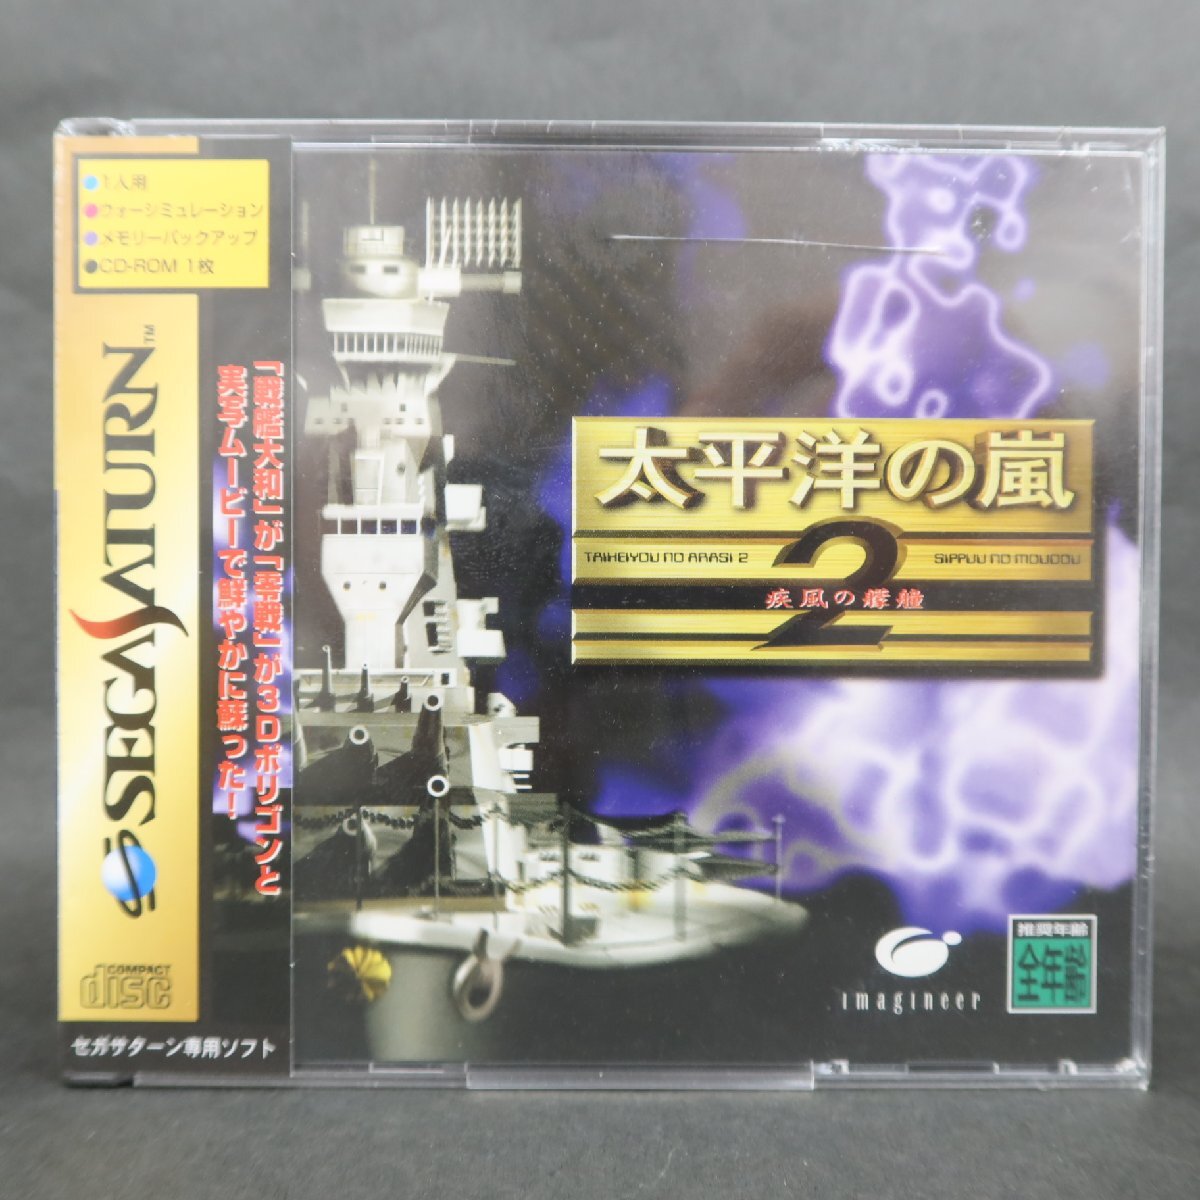 1人用
ウォーシミュレーション
メモリーバックアップ
CD-ROM 1枚
SEGA SATURN™
「戦艦大和」が「零戦」が3Dポリゴンと
実写ムービーで鮮やかに蘇った!
COMPACT
disc
セガサターン専用ソフト
太平洋の嵐
2
TAIHEIYOU NO ARASI 2
SIPPUU NO MOUDOU
疾風の艨艟
imagineer
推奨年齢
全年齢